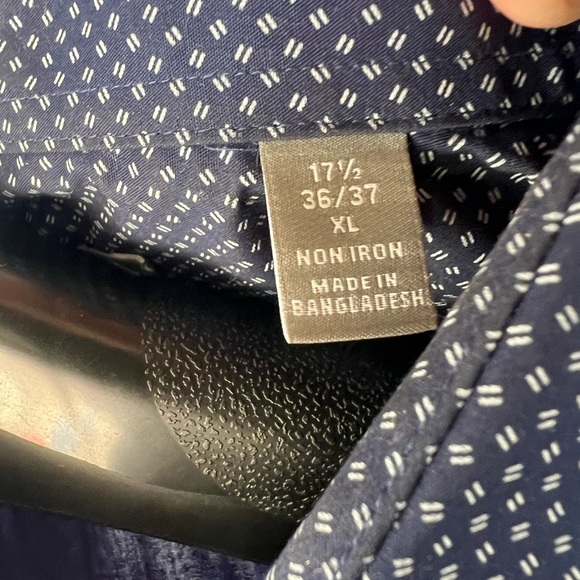 17½
36/37
XL
NON IRON
MADE IN
BANGLADESH